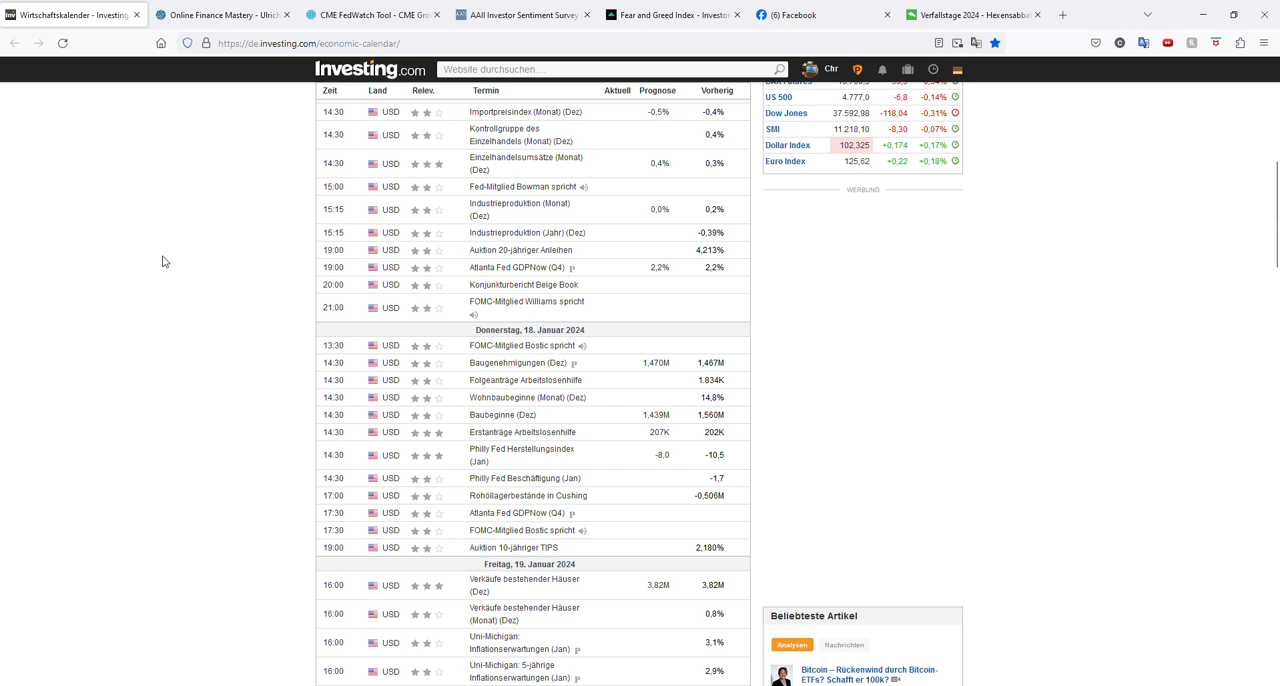 Wirtschaftskalender - Investing
Online Finance Mastery - Ulrich
CME FedWatch Tool - CME Gro
AAII Investor Sentiment Survey
Fear and Greed Index - Investor
(6) Facebook
Verfallstage 2024 - Hexensabbat
https://de.investing.com/economic-calendar/
Investing.com
Website durchsuchen....
Chr
Zeit Land Relev. Termin Aktuell Prognose Vorherig
14:30 USD Importpreisindex (Monat) (Dez) -0,5% -0,4%
14:30 USD Kontrollgruppe des
Einzelhandels (Monat) (Dez) 0,4%
14:30 USD Einzelhandelsumsätze (Monat)
(Dez) 0,4% 0,3%
15:00 USD Fed-Mitglied Bowman spricht
15:15 USD Industrieproduktion (Monat)
(Dez) 0,0% 0,2%
15:15 USD Industrieproduktion (Jahr) (Dez) -0,39%
19:00 USD Auktion 20-jähriger Anleihen 4,213%
19:00 USD Atlanta Fed GDPNow (Q4) P 2,2% 2,2%
20:00 USD Konjunkturbericht Beige Book
21:00 USD FOMC-Mitglied Williams spricht
Donnerstag, 18. Januar 2024
13:30 USD FOMC-Mitglied Bostic spricht
14:30 USD Baugenehmigungen (Dez) P 1,470M 1,467M
14:30 USD Folgeanträge Arbeitslosenhilfe 1.834K
14:30 USD Wohnbaubeginne (Monat) (Dez) 14,8%
14:30 USD Baubeginne (Dez) 1,439M 1,560M
14:30 USD Erstanträge Arbeitslosenhilfe 207K 202K
14:30 USD Philly Fed Herstellungsindex
(Jan) -8,0 -10,5
14:30 USD Philly Fed Beschäftigung (Jan) -1,7
17:00 USD Rohöllagerbestände in Cushing -0,506M
17:30 USD Atlanta Fed GDPNow (Q4) P
17:30 USD FOMC-Mitglied Bostic spricht
19:00 USD Auktion 10-jähriger TIPS 2,180%
Freitag, 19. Januar 2024
16:00 USD Verkäufe bestehender Häuser
(Dez) 3,82M 3,82M
16:00 USD Verkäufe bestehender Häuser
(Monat) (Dez) 0,8%
16:00 USD Uni-Michigan:
Inflationserwartungen (Jan) P 3,1%
16:00 USD Uni-Michigan: 5-jährige
Inflationserwartungen (Jan) P 2,9%
US 500 4.777,0 -6,8 -0,14%
Dow Jones 37.592,98 -118,04 -0,31%
SMI 11.218,10 -8,30 -0,07%
Dollar Index 102,325 +0,174 +0,17%
Euro Index 125,62 +0,22 +0,18%
WERBUNG
Beliebteste Artikel
Analysen Nachrichten
Bitcoin – Rückenwind durch Bitcoin-
ETFs? Schafft er 100k?